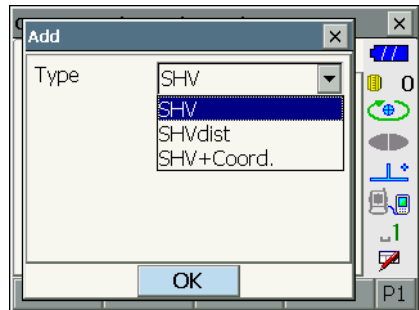 Add
Type SHV
SHV
SHVdist
SHV+Coord.
OK
0
1
P1